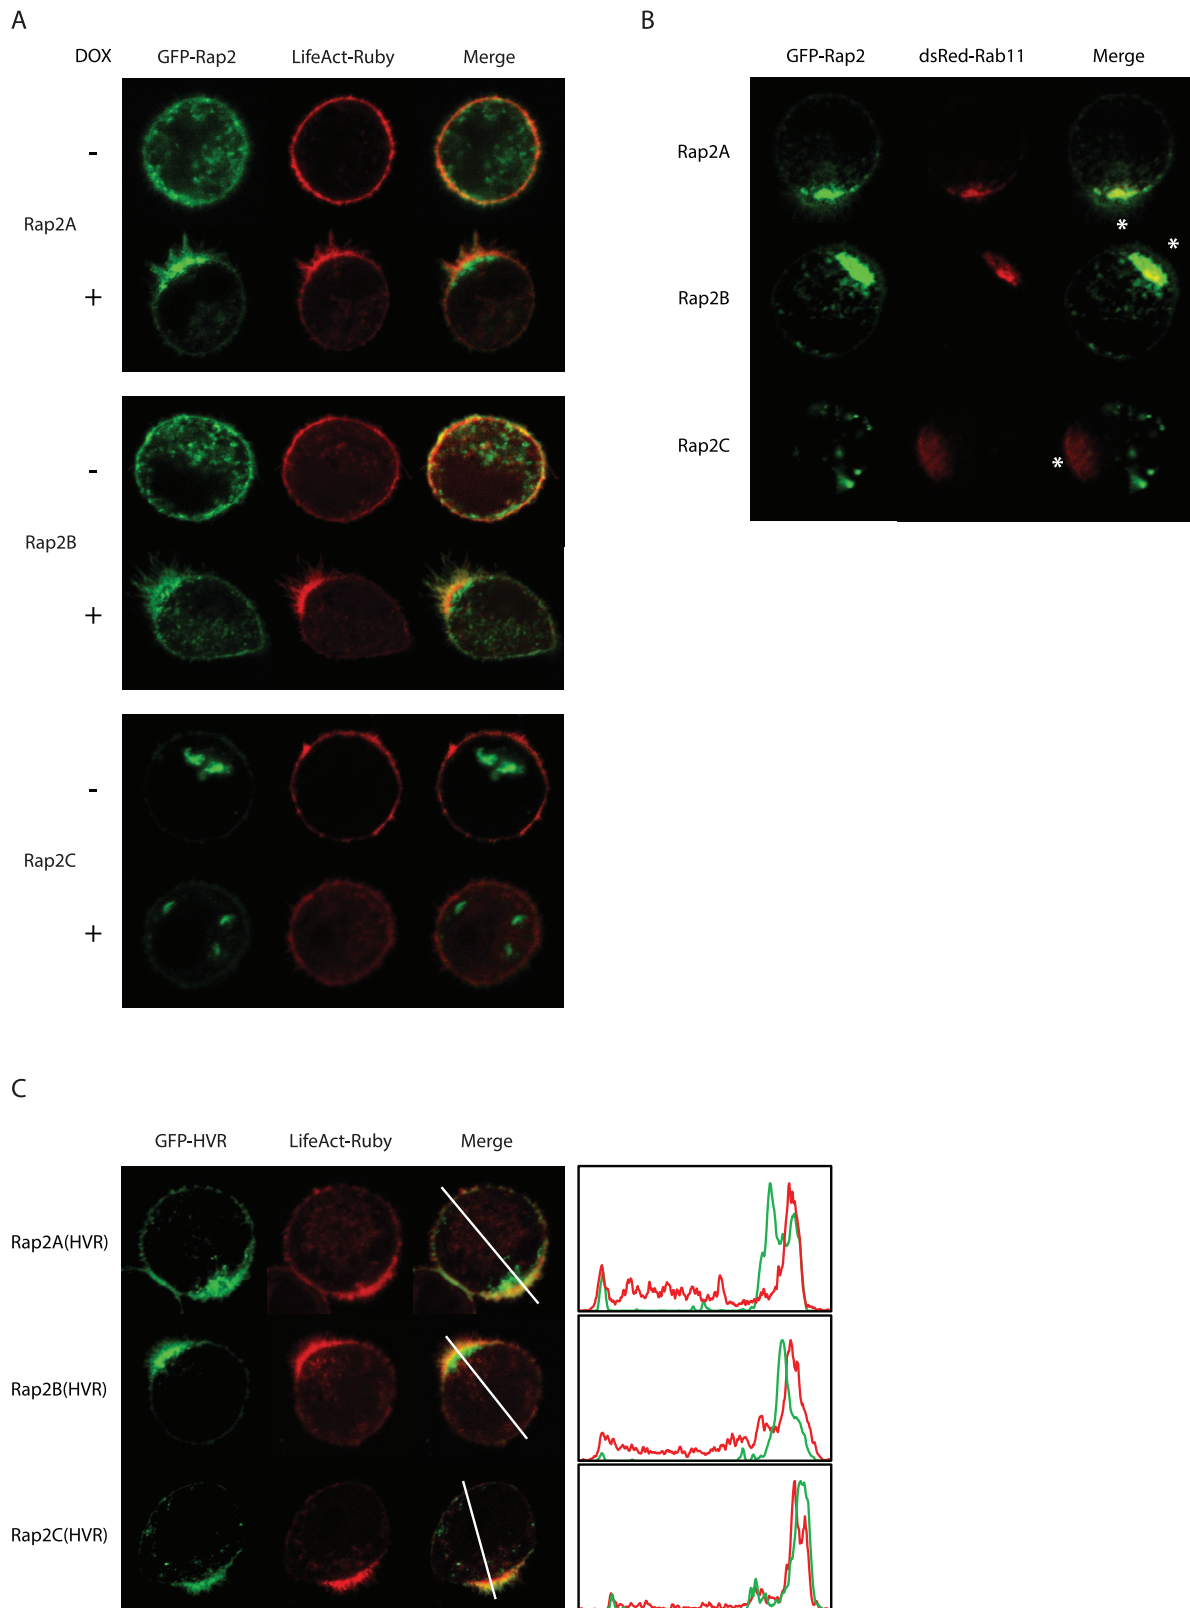 A
DOX GFP-Rap2 LifeAct-Ruby Merge
-
Rap2A
+
-
Rap2B
+
-
Rap2C
+
B
GFP-Rap2 dsRed-Rab11 Merge
Rap2A
*
*
Rap2B
Rap2C
*
C
GFP-HVR LifeAct-Ruby Merge
Rap2A(HVR)
Rap2B(HVR)
Rap2C(HVR)